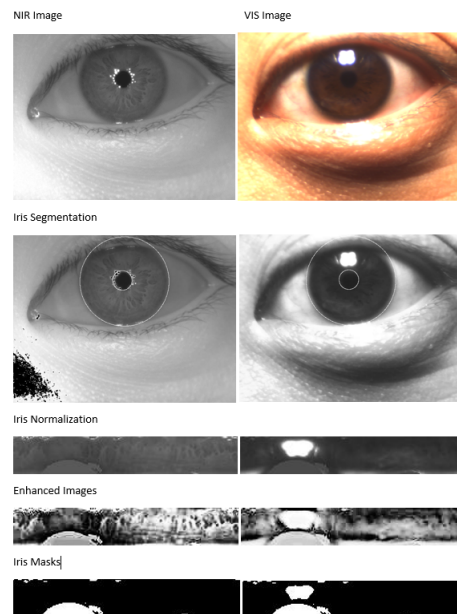 NIR Image
VIS Image
Iris Segmentation
Iris Normalization
Enhanced Images
Iris Masks